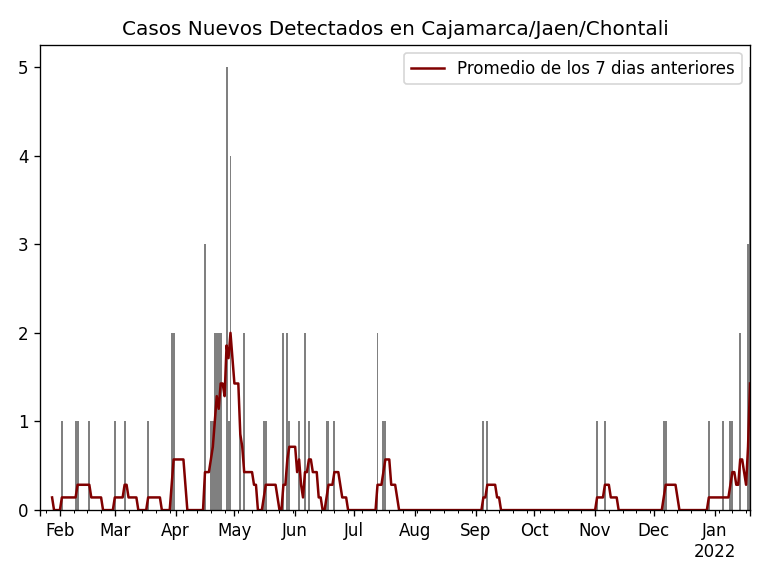 Casos Nuevos Detectados en Cajamarca/Jaen/Chontali
Promedio de los 7 dias anteriores
5
4
3
2
1
0
Feb Mar Apr May Jun Jul Aug Sep Oct Nov Dec Jan
2022